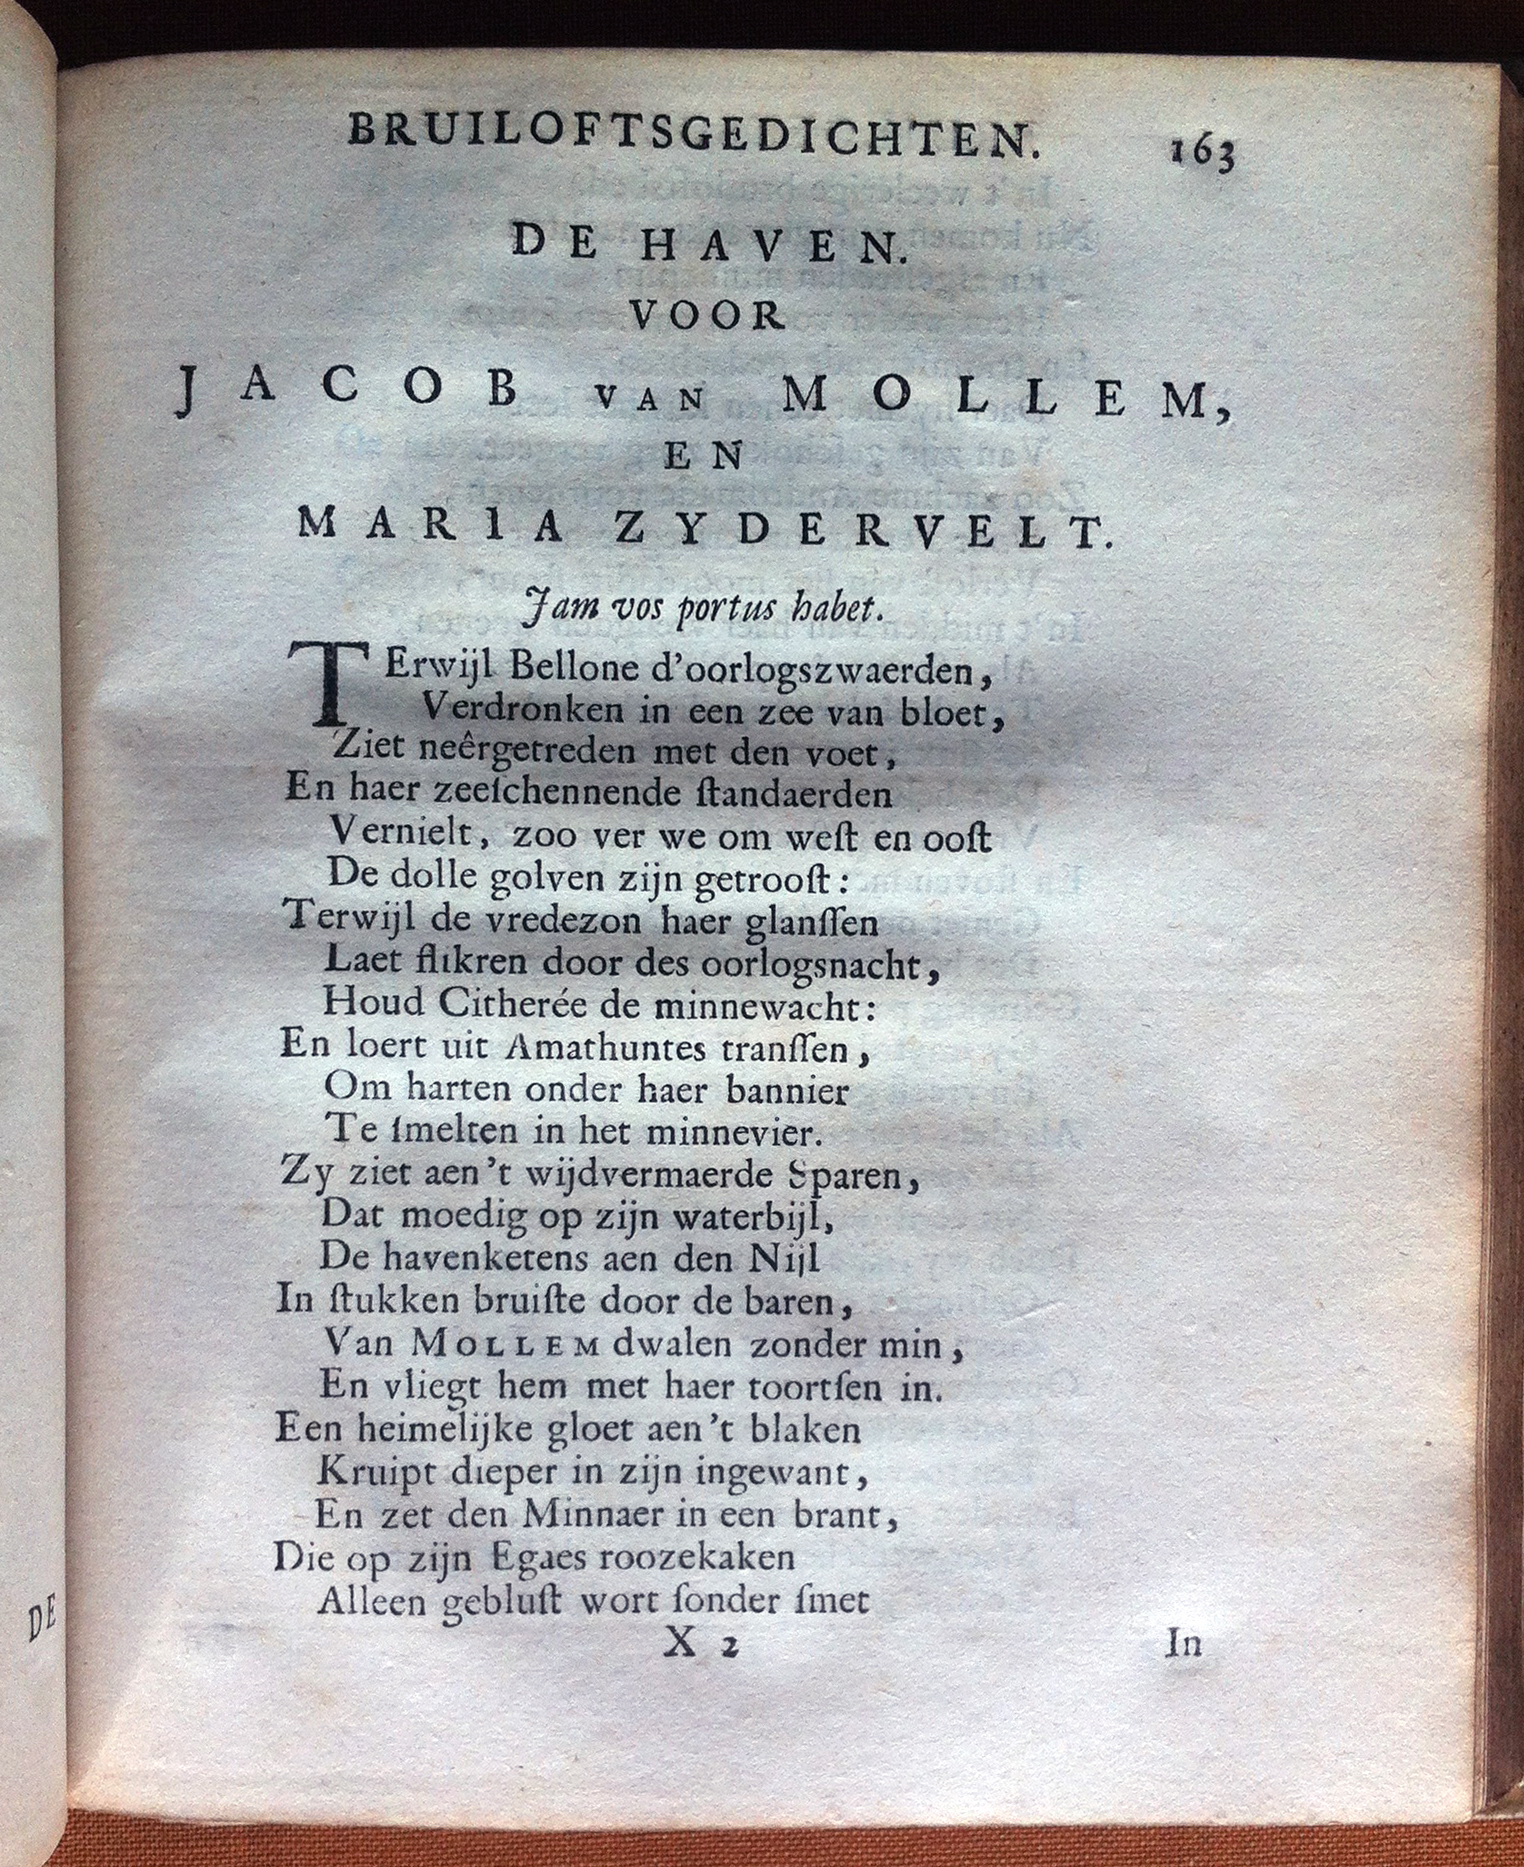 BRUILOFTSGEDICHTEN. 163
DE HAVEN.
VOOR
JACOB VAN MOLLEM,
EN
MARIA ZYDERVELT.
Jam vos portus habet.
TErwijl Bellone d'oorlogszwaerden,
Verdronken in een zee van bloet,
Ziet neêrgetreden met den voet,
En haer zeeſchennende ſtandaerden
Vernielt, zoo ver we om weſt en ooſt
De dolle golven zijn getrooſt:
Terwijl de vredezon haer glanſſen
Laet flikren door des oorlogsnacht,
Houd Citherée de minnewacht:
En loert uit Amathuntes tranſſen,
Om harten onder haer bannier
Te ſmelten in het minnevier.
Zy ziet aen't wijdvermaerde Sparen,
Dat moedig op zijn waterbijl,
De havenketens aen den Nijl
In ſtukken bruiſte door de baren,
Van MOLLEM dwalen zonder min,
En vliegt hem met haer toortſen in.
Een heimelijke gloet aen't blaken
Kruipt dieper in zijn ingewant,
En zet den Minnaer in een brant,
Die op zijn Egaes roozekaken
Alleen gebluſt wort ſonder ſmet
X 2 In
DE